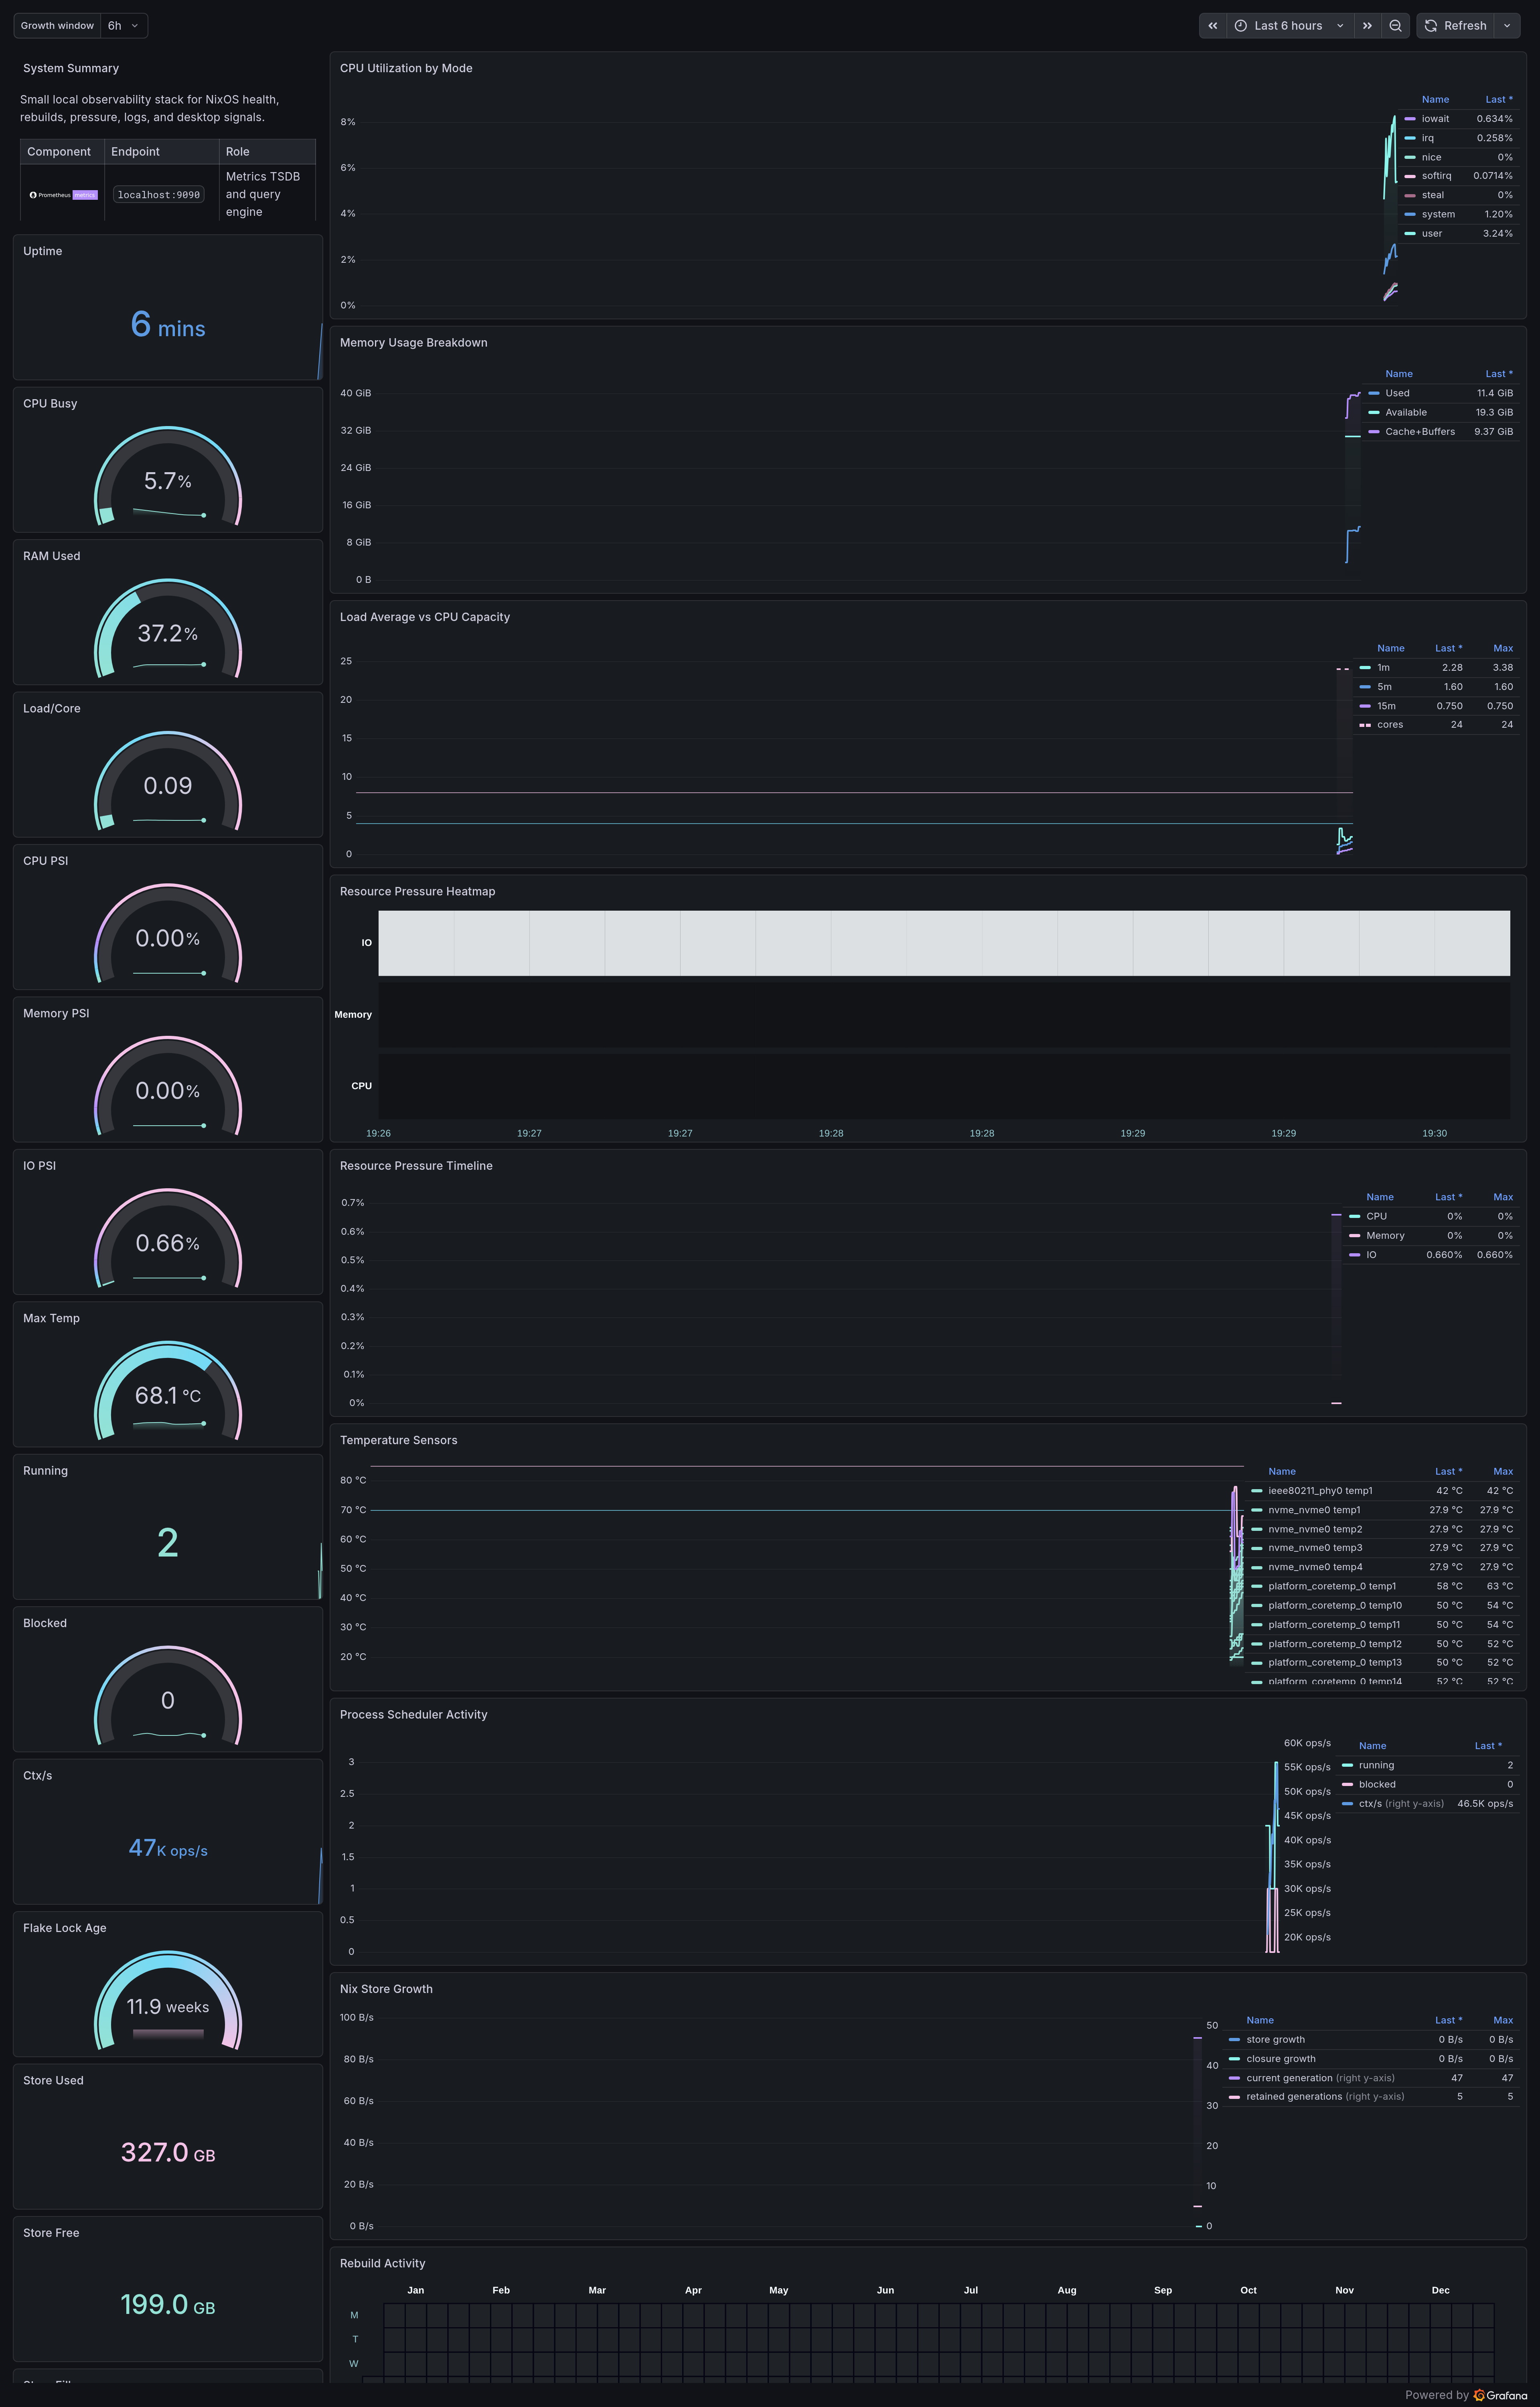 Growth window 6h
Last 6 hours
Refresh
System Summary
Small local observability stack for NixOS health,
rebuilds, pressure, logs, and desktop signals.
Component Endpoint Role
Prometheus metrics localhost:9090 Metrics TSDB
and query
engine
Uptime
6 mins
CPU Busy
5.7%
RAM Used
37.2%
Load/Core
0.09
CPU PSI
0.00%
Memory PSI
0.00%
IO PSI
0.66%
Max Temp
68.1 °C
Running
2
Blocked
0
Ctx/s
47K ops/s
Flake Lock Age
11.9 weeks
Store Used
327.0 GB
Store Free
199.0 GB
CPU Utilization by Mode
8%
6%
4%
2%
0%
Name Last *
iowait 0.634%
irq 0.258%
nice 0%
softirq 0.0714%
steal 0%
system 1.20%
user 3.24%
Memory Usage Breakdown
40 GiB
32 GiB
24 GiB
16 GiB
8 GiB
0 B
Name Last *
Used 11.4 GiB
Available 19.3 GiB
Cache+Buffers 9.37 GiB
Load Average vs CPU Capacity
25
20
15
10
5
0
Name Last * Max
1m 2.28 3.38
5m 1.60 1.60
15m 0.750 0.750
cores 24 24
Resource Pressure Heatmap
IO
Memory
CPU
19:26 19:27 19:27 19:28 19:28 19:29 19:29 19:30
Resource Pressure Timeline
0.7%
0.6%
0.5%
0.4%
0.3%
0.2%
0.1%
0%
Name Last * Max
CPU 0% 0%
Memory 0% 0%
IO 0.660% 0.660%
Temperature Sensors
80 °C
70 °C
60 °C
50 °C
40 °C
30 °C
20 °C
Name Last * Max
ieee80211_phy0 temp1 42 °C 42 °C
nvme_nvme0 temp1 27.9 °C 27.9 °C
nvme_nvme0 temp2 27.9 °C 27.9 °C
nvme_nvme0 temp3 27.9 °C 27.9 °C
nvme_nvme0 temp4 27.9 °C 27.9 °C
platform_coretemp_0 temp1 58 °C 63 °C
platform_coretemp_0 temp10 50 °C 54 °C
platform_coretemp_0 temp11 50 °C 54 °C
platform_coretemp_0 temp12 50 °C 52 °C
platform_coretemp_0 temp13 50 °C 52 °C
platform_coretemp_0 temp14 52 °C 52 °C
Process Scheduler Activity
3
2.5
2
1.5
1
0.5
0
60K ops/s
55K ops/s
50K ops/s
45K ops/s
40K ops/s
35K ops/s
30K ops/s
25K ops/s
20K ops/s
Name Last *
running 2
blocked 0
ctx/s (right y-axis) 46.5K ops/s
Nix Store Growth
100 B/s
80 B/s
60 B/s
40 B/s
20 B/s
0 B/s
50
40
30
20
10
0
Name Last * Max
store growth 0 B/s 0 B/s
closure growth 0 B/s 0 B/s
current generation (right y-axis) 47 47
retained generations (right y-axis) 5 5
Rebuild Activity
Jan Feb Mar Apr May Jun Jul Aug Sep Oct Nov Dec
M
T
W
Powered by Grafana